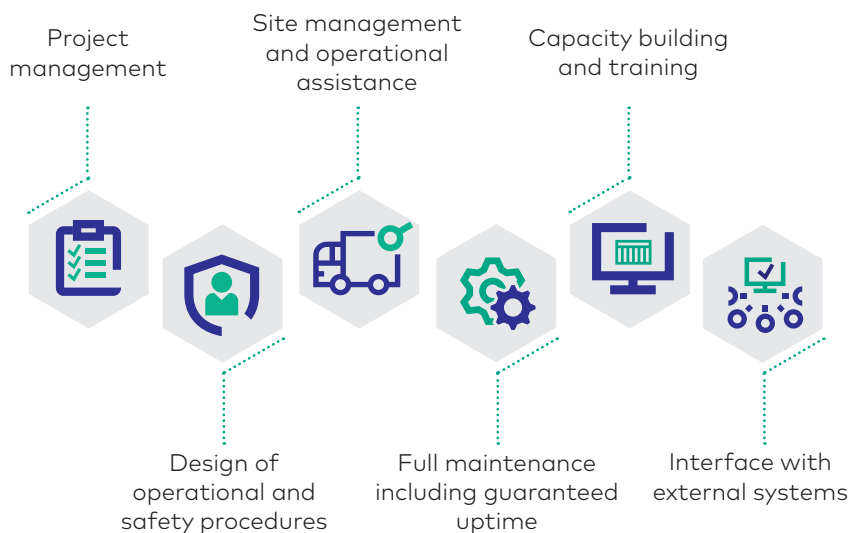 Project
management
Site management
and operational
assistance
Capacity building
and training
Design of
operational and
safety procedures
Full maintenance
including guaranteed
uptime
Interface with
external systems